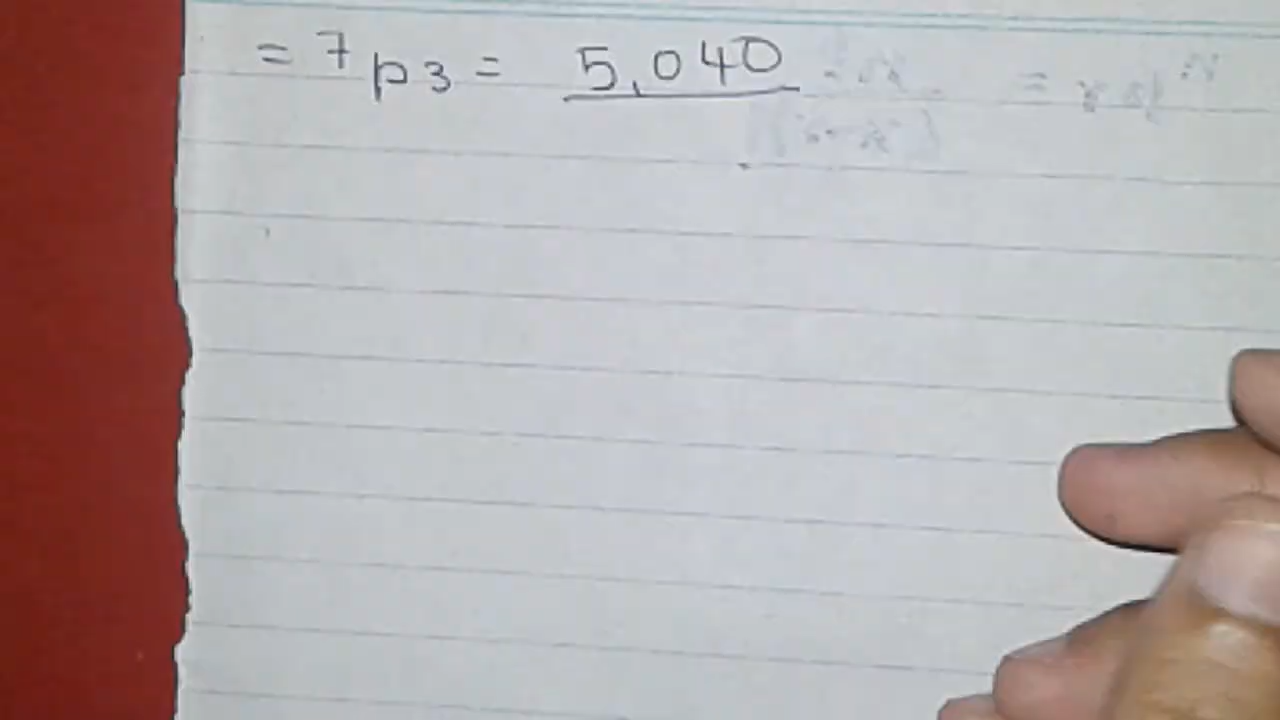 = ⁷p₃ = 5,040